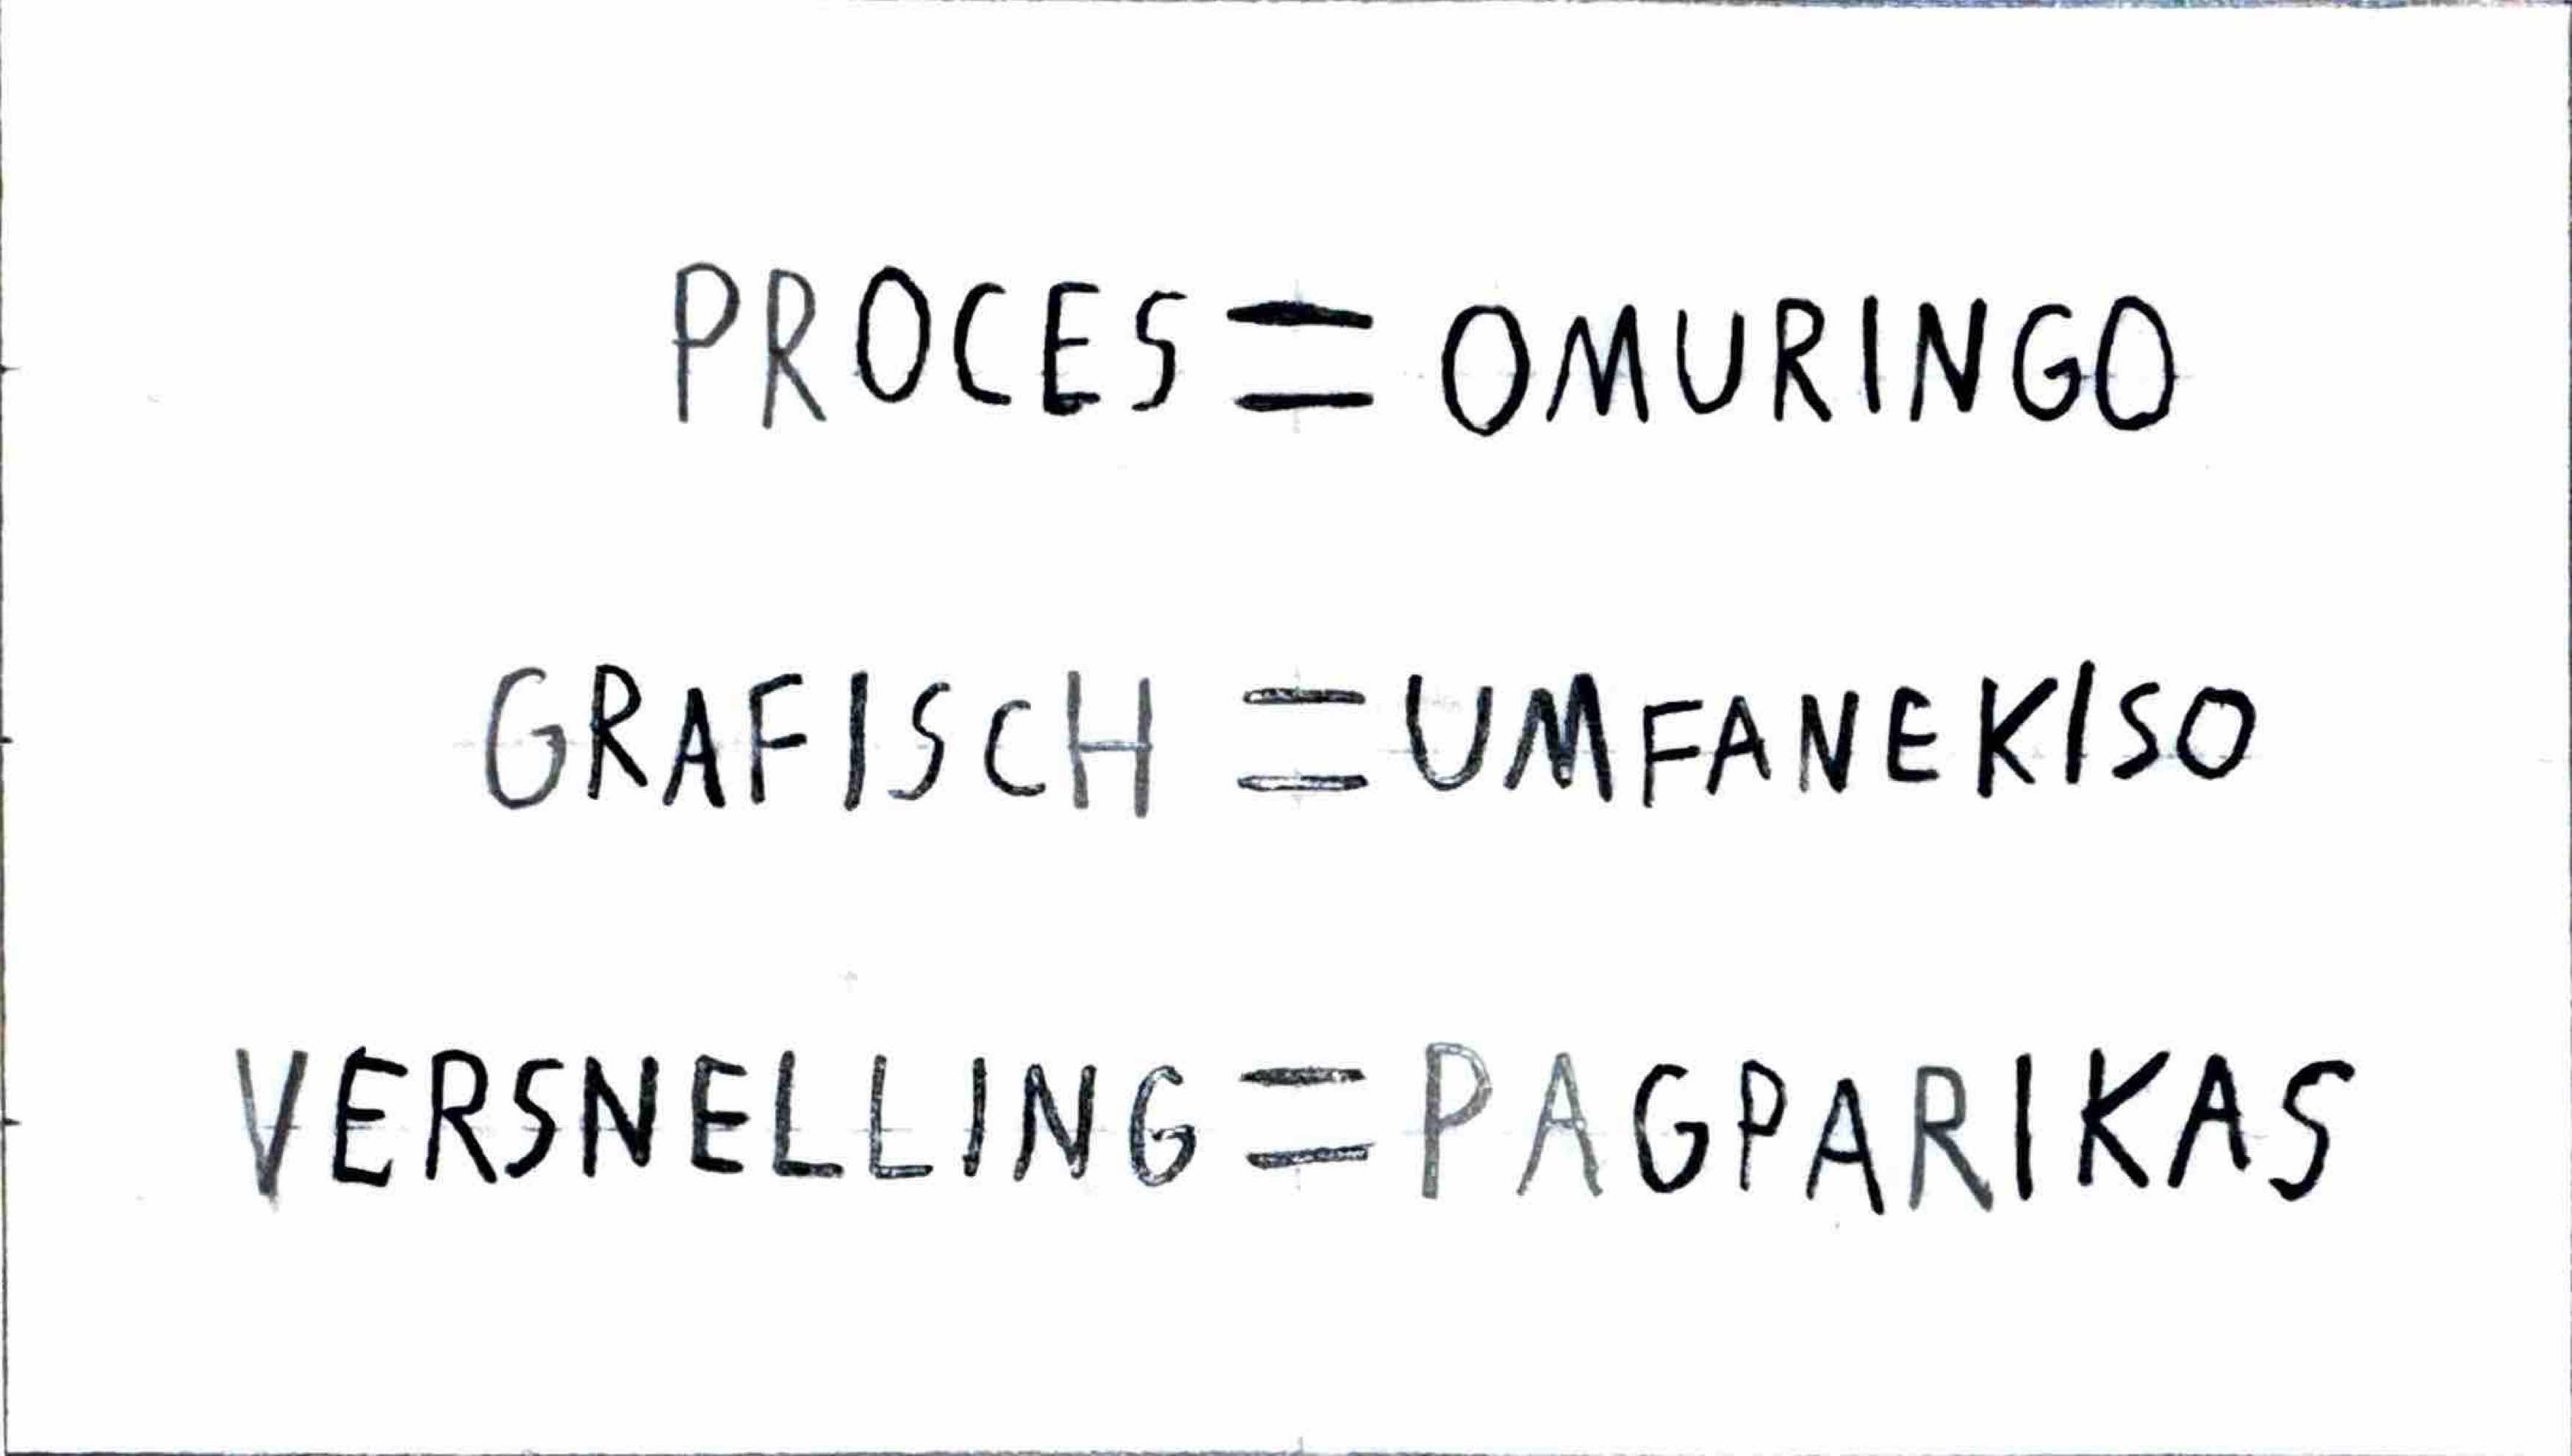 PROCES = OMURINGO
GRAFISCH = UMFANEKISO
VERSNELLING = PAGPARIKAS